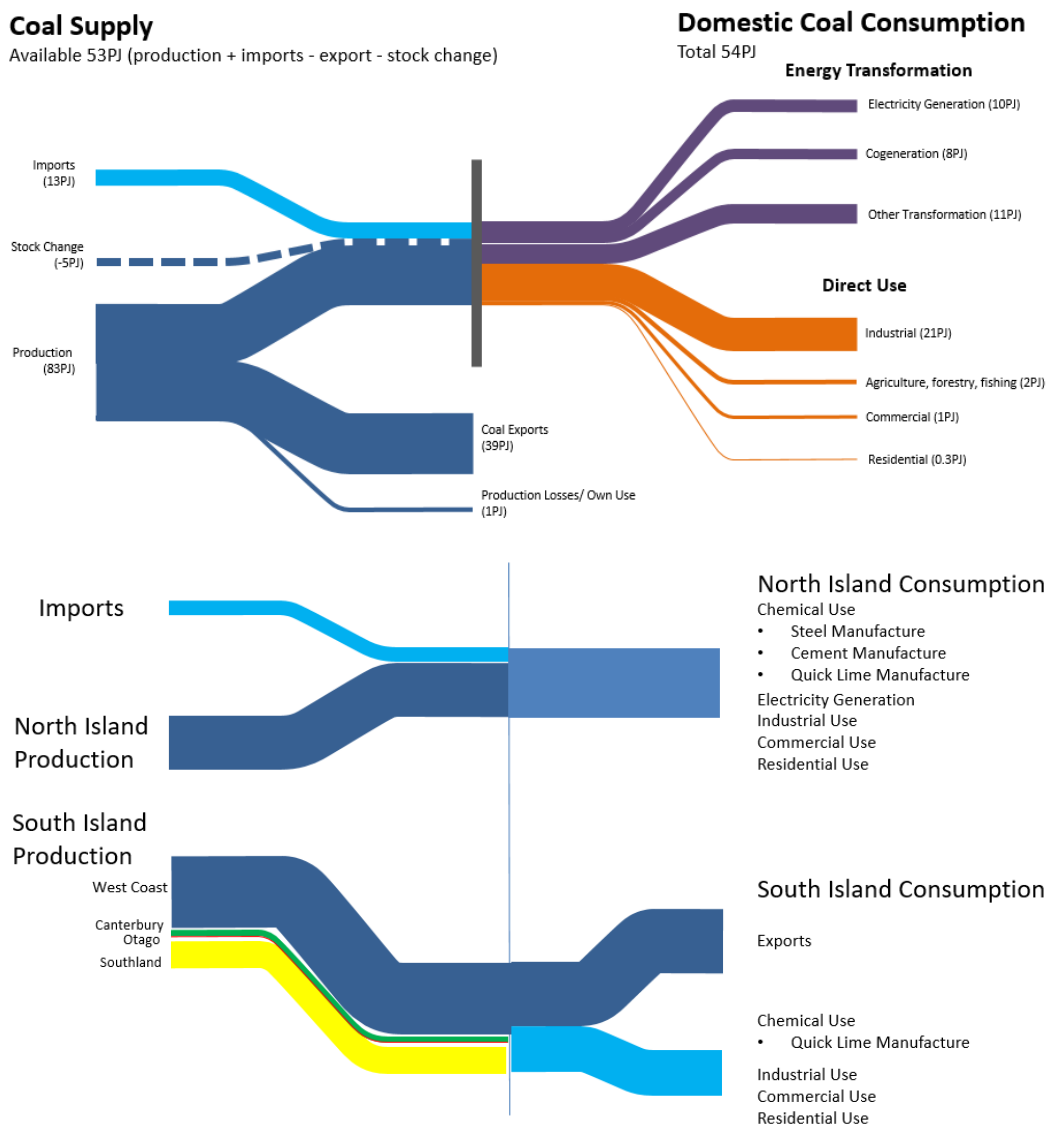 Coal Supply
Available 53PJ (production + imports - export - stock change)
Domestic Coal Consumption
Total 54PJ
Energy Transformation
Electricity Generation (10PJ)
Cogeneration (8PJ)
Other Transformation (11PJ)
Imports
(13PJ)
Stock Change
(-5PJ)
Production
(83PJ)
Direct Use
Industrial (21PJ)
Agriculture, forestry, fishing (2PJ)
Commercial (1PJ)
Residential (0.3PJ)
Coal Exports
(39PJ)
Production Losses/ Own Use
(1PJ)
Imports
North Island
Production
North Island Consumption
Chemical Use
• Steel Manufacture
• Cement Manufacture
• Quick Lime Manufacture
Electricity Generation
Industrial Use
Commercial Use
Residential Use
South Island
Production
West Coast
Canterbury
Otago
Southland
South Island Consumption
Exports
Chemical Use
• Quick Lime Manufacture
Industrial Use
Commercial Use
Residential Use